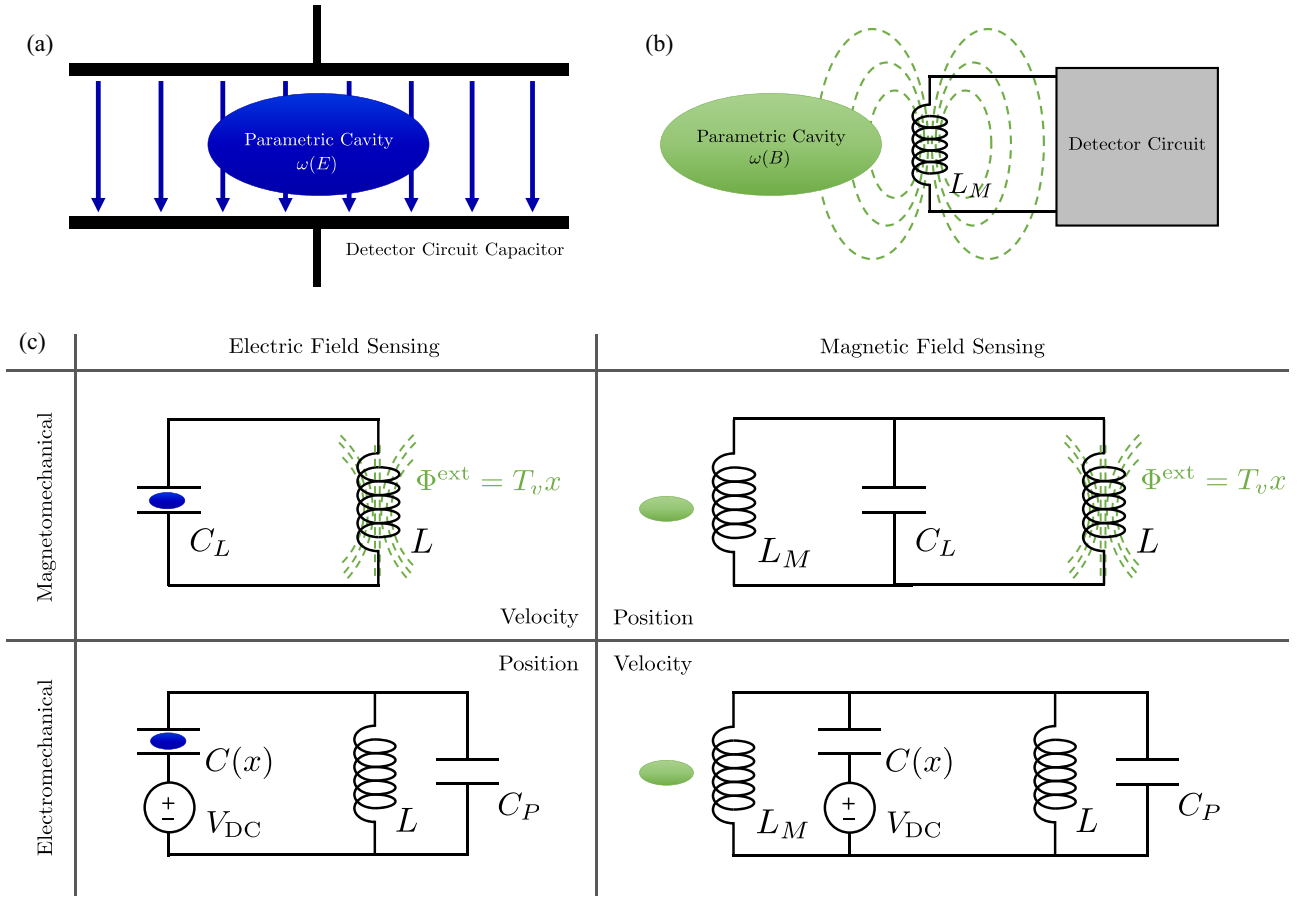 (a)
Parametric Cavity
ω(E)
Detector Circuit Capacitor
(b)
Parametric Cavity
ω(B)
L_M
Detector Circuit
(c)
Electric Field Sensing
Magnetic Field Sensing
Magnetomechanical
C_L
L
Φ^ext = T_v x
Velocity
L_M
C_L
L
Φ^ext = T_v x
Position
Electromechanical
Position
C(x)
+
−
V_DC
L
C_P
Velocity
L_M
C(x)
+
−
V_DC
L
C_P